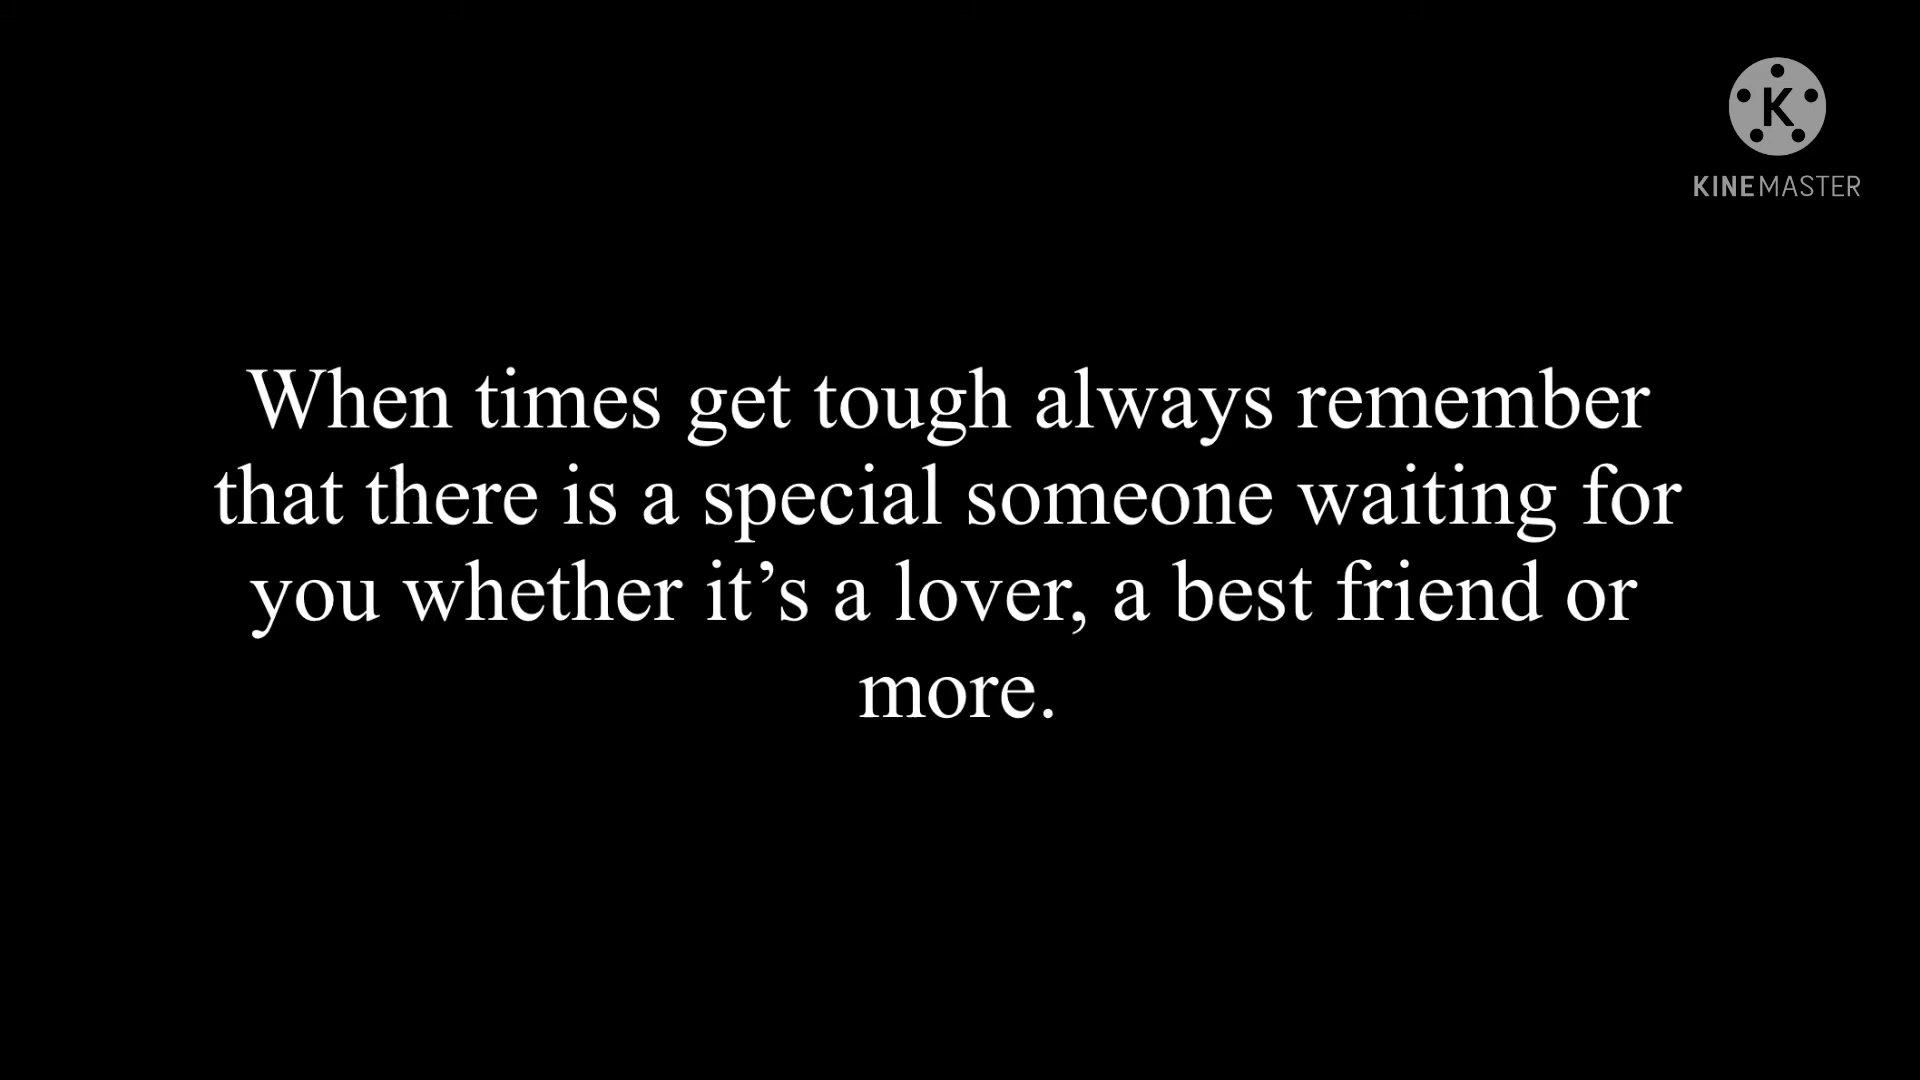 K
KINEMASTER
When times get tough always remember
that there is a special someone waiting for
you whether it’s a lover, a best friend or
more.